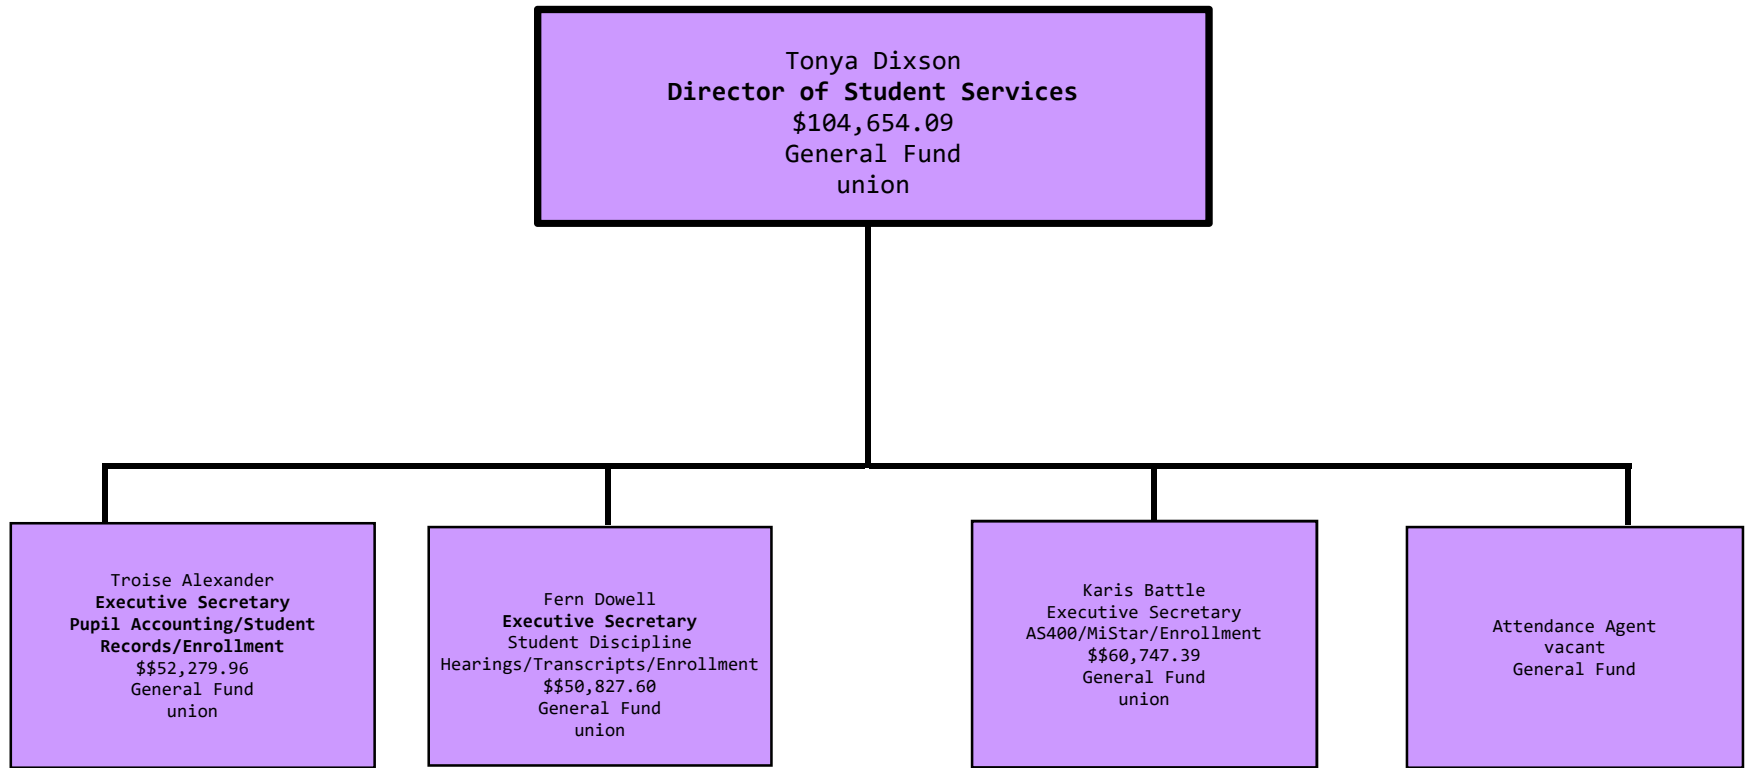 Tonya Dixson
Director of Student Services
$104,654.09
General Fund
union
Troise Alexander
Executive Secretary
Pupil Accounting/Student
Records/Enrollment
$$52,279.96
General Fund
union
Fern Dowell
Executive Secretary
Student Discipline
Hearings/Transcripts/Enrollment
$$50,827.60
General Fund
union
Karis Battle
Executive Secretary
AS400/MiStar/Enrollment
$$60,747.39
General Fund
union
Attendance Agent
vacant
General Fund